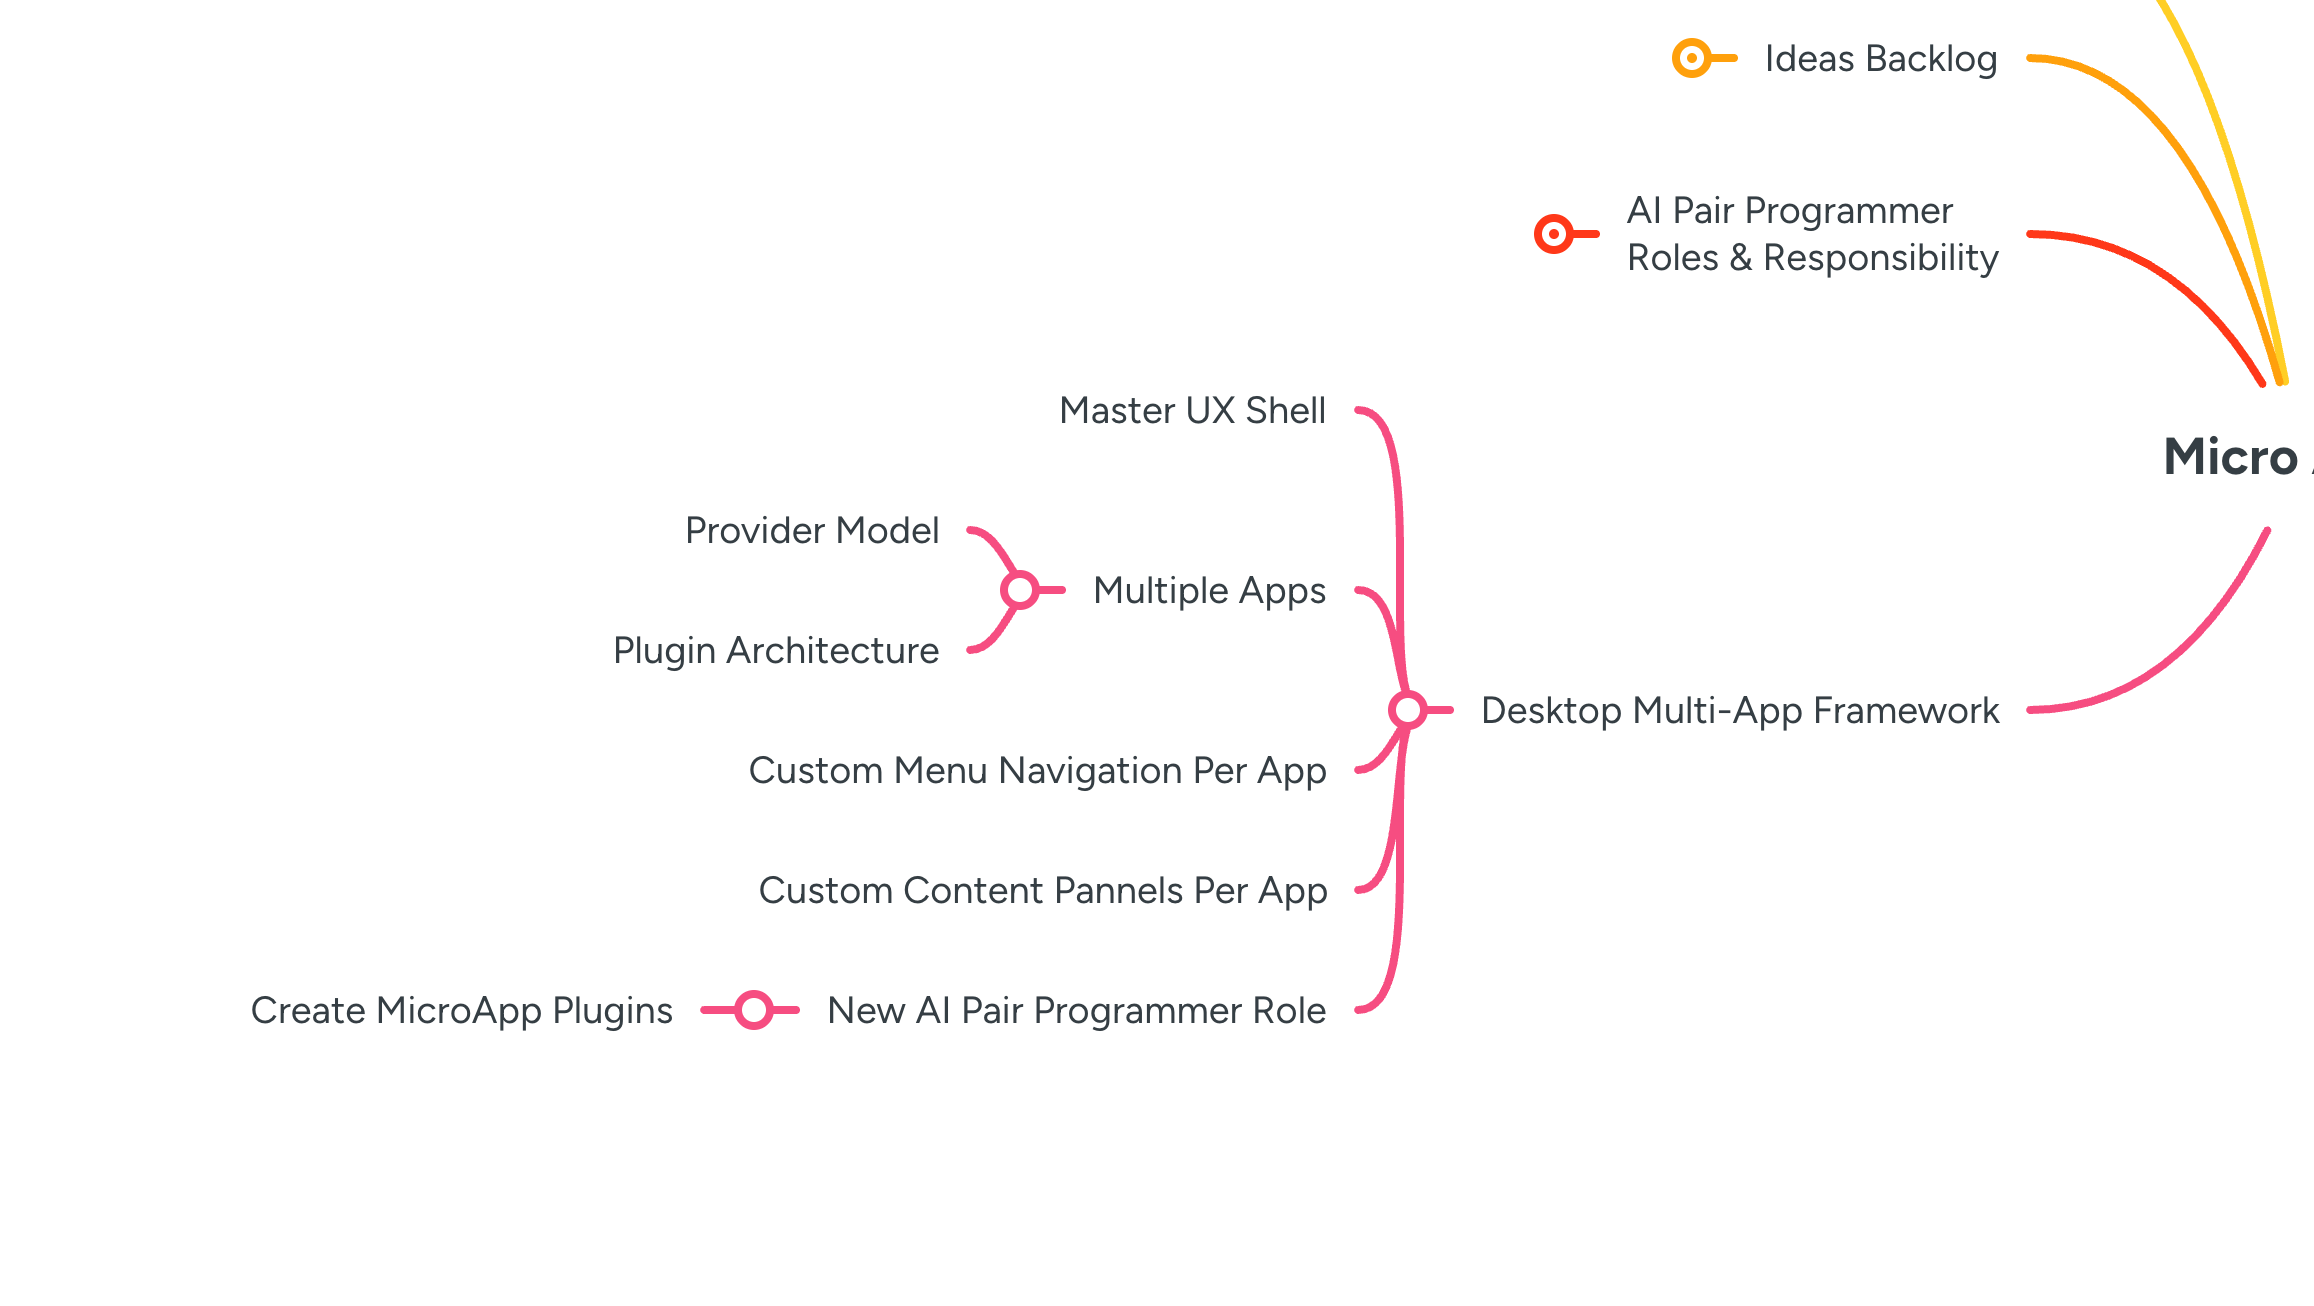 Ideas Backlog
AI Pair Programmer
Roles & Responsibility
Micro
Master UX Shell
Provider Model
Multiple Apps
Plugin Architecture
Desktop Multi-App Framework
Custom Menu Navigation Per App
Custom Content Pannels Per App
Create MicroApp Plugins
New AI Pair Programmer Role